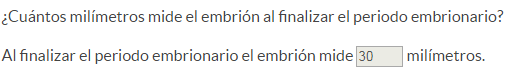 ¿Cuántos milímetros mide el embrión al finalizar el periodo embrionario?
Al finalizar el periodo embrionario el embrión mide 30 milímetros.